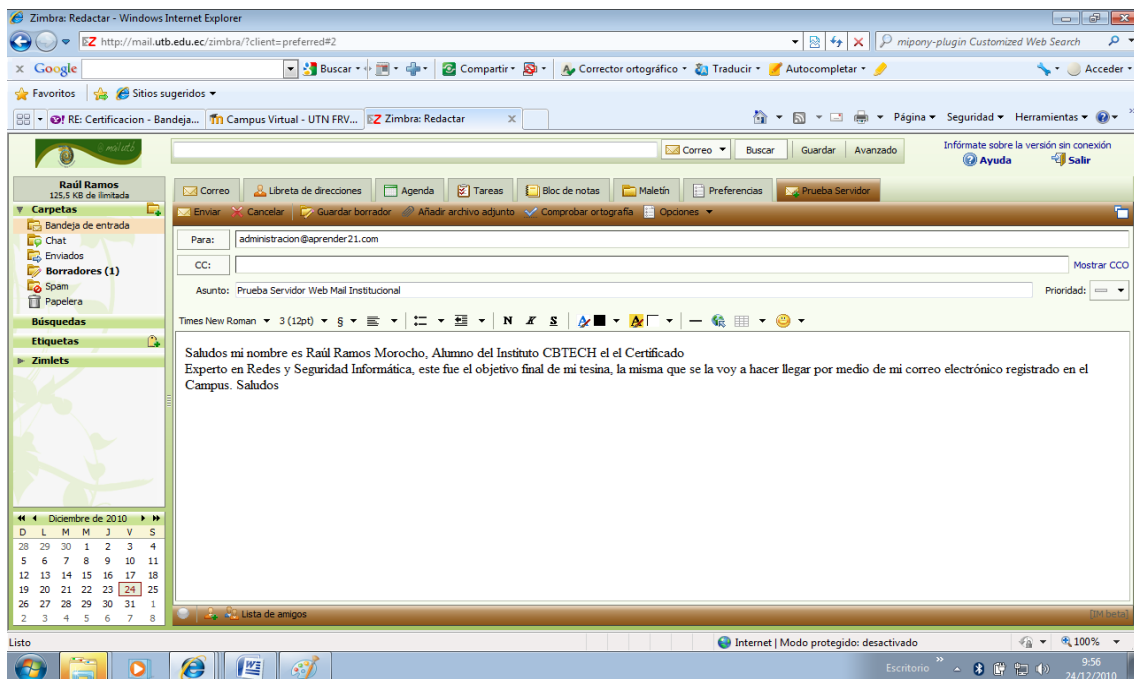 Zimbra: Redactar - Windows Internet Explorer
http://mail.utb.edu.ec/zimbra/?client=preferred#2
mipony-plugin Customized Web Search
Google
Buscar
Compartir
Corrector ortográfico
Traducir
Autocompletar
Acceder
Favoritos
Sitios sugeridos
RE: Certificacion - Bandeja...
Campus Virtual - UTN FRV...
Zimbra: Redactar
Página
Seguridad
Herramientas
@ mail utb
Correo
Buscar
Guardar
Avanzado
Infórmate sobre la versión sin conexión
Ayuda
Salir
Raúl Ramos
125,5 KB de ilimitada
Correo
Libreta de direcciones
Agenda
Tareas
Bloc de notas
Maletín
Preferencias
Prueba Servidor
Carpetas
Bandeja de entrada
Chat
Enviados
Borradores (1)
Spam
Papelera
Búsquedas
Etiquetas
Zimlets
Enviar
Cancelar
Guardar borrador
Añadir archivo adjunto
Comprobar ortografía
Opciones
Para:
administracion@aprender21.com
CC:
Mostrar CCO
Asunto:
Prueba Servidor Web Mail Institucional
Prioridad:
Times New Roman
3 (12pt)
§
N K S
Saludos mi nombre es Raúl Ramos Morocho, Alumno del Instituto CBTECH el el Certificado
Experto en Redes y Seguridad Informática, este fue el objetivo final de mi tesina, la misma que se la voy a hacer llegar por medio de mi correo electrónico registrado en el
Campus. Saludos
Diciembre de 2010
D L M M J V S
28 29 30 1 2 3 4
5 6 7 8 9 10 11
12 13 14 15 16 17 18
19 20 21 22 23 24 25
26 27 28 29 30 31 1
2 3 4 5 6 7 8
Lista de amigos
[IM beta]
Listo
Internet | Modo protegido: desactivado
100%
Escritorio
9:56
24/12/2010